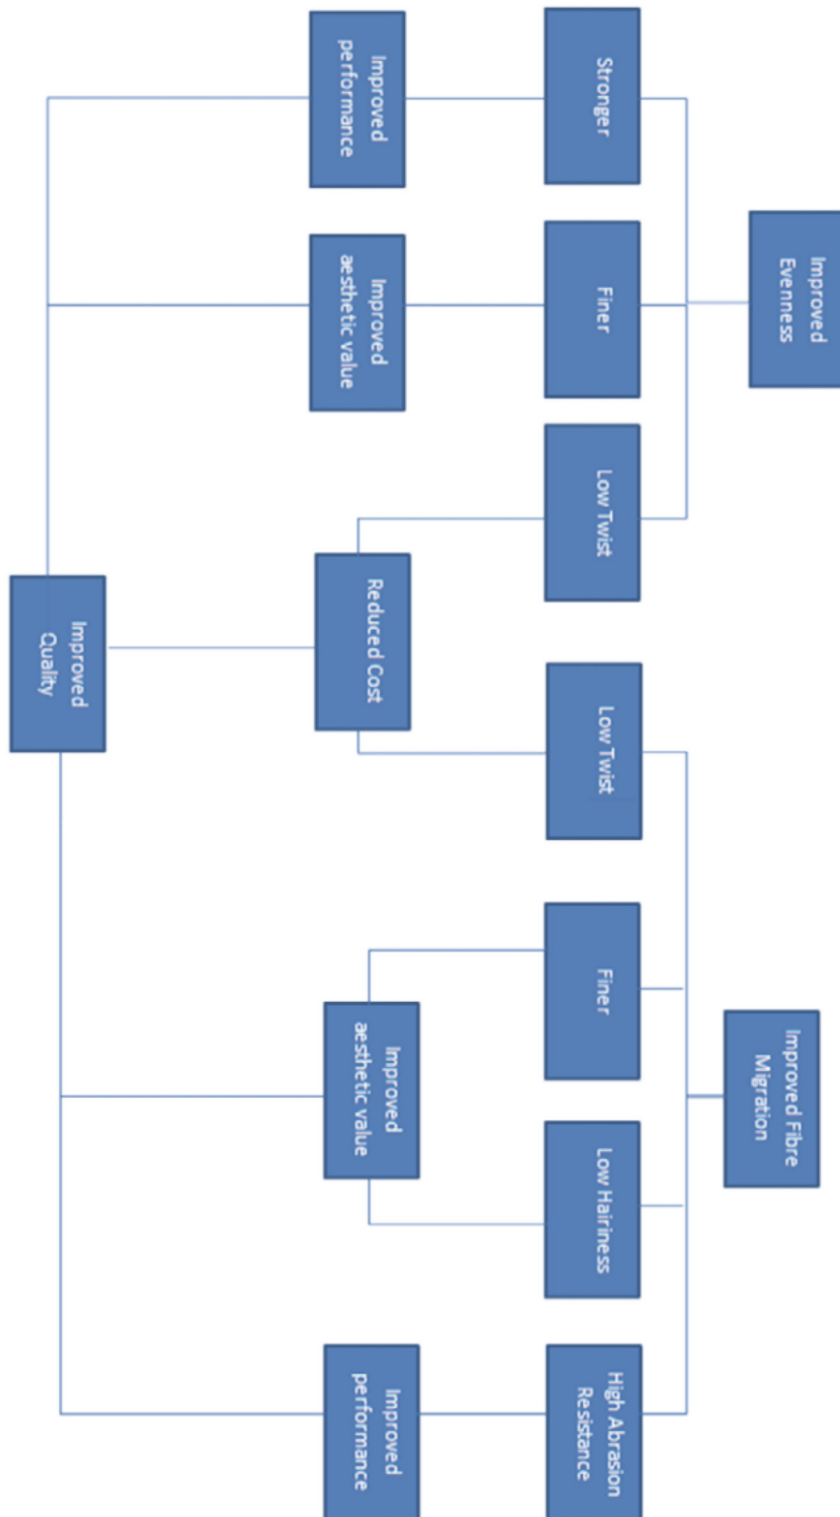 Improved
Evenness
Improved Fibre
Migration
Stronger
Finer
Low Twist
Low Twist
Finer
Low Hairiness
High Abrasion
Resistance
Improved
performance
Improved
aesthetic value
Reduced Cost
Improved
aesthetic value
Improved
performance
Improved
Quality